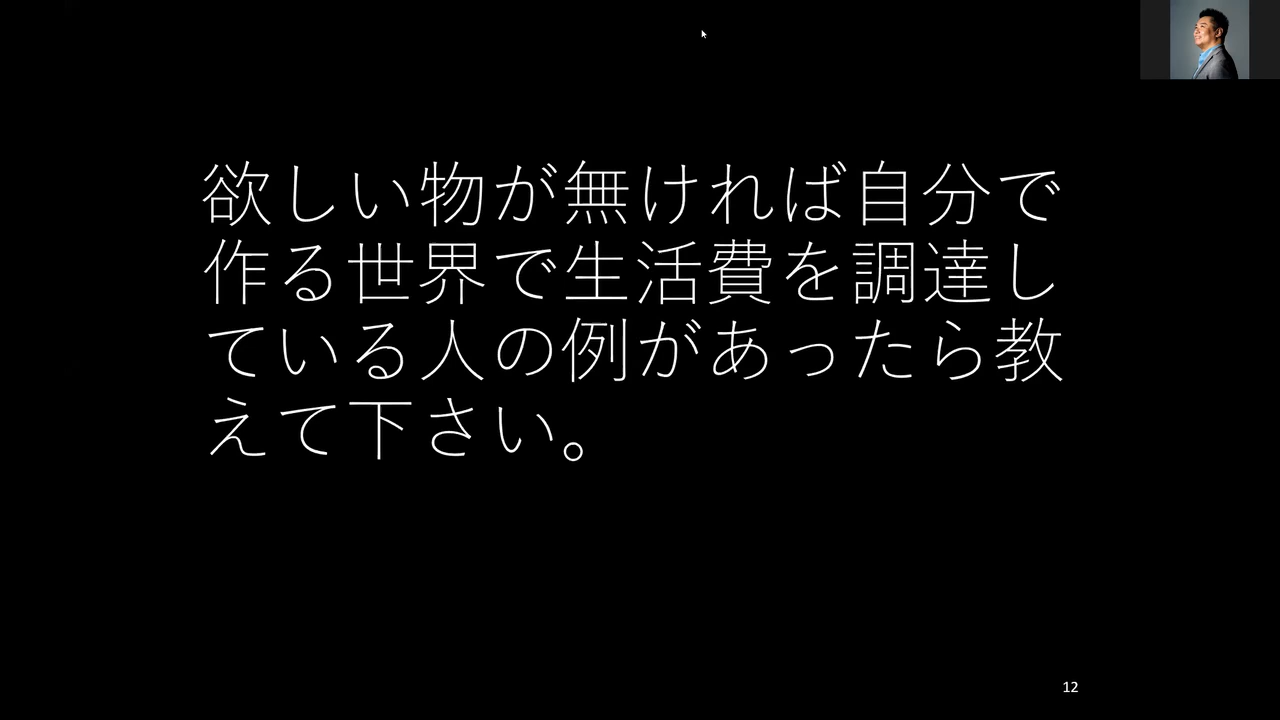 欲しい物が無ければ自分で
作る世界で生活費を調達し
ている人の例があったら教
えて下さい。
12